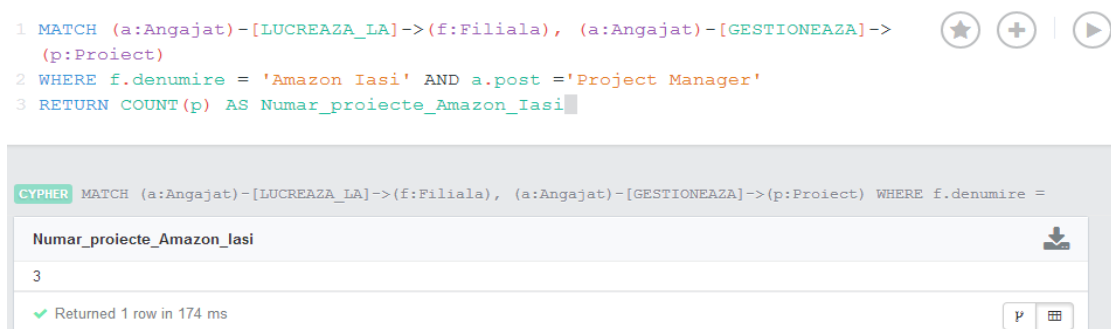 1 MATCH (a:Angajat)-[LUCREAZA_LA]->(f:Filiala), (a:Angajat)-[GESTIONEAZA]->
(p:Proiect)
2 WHERE f.denumire = 'Amazon Iasi' AND a.post ='Project Manager'
3 RETURN COUNT(p) AS Numar_proiecte_Amazon_Iasi
CYPHER MATCH (a:Angajat)-[LUCREAZA_LA]->(f:Filiala), (a:Angajat)-[GESTIONEAZA]->(p:Proiect) WHERE f.denumire =
Numar_proiecte_Amazon_Iasi
3
Returned 1 row in 174 ms